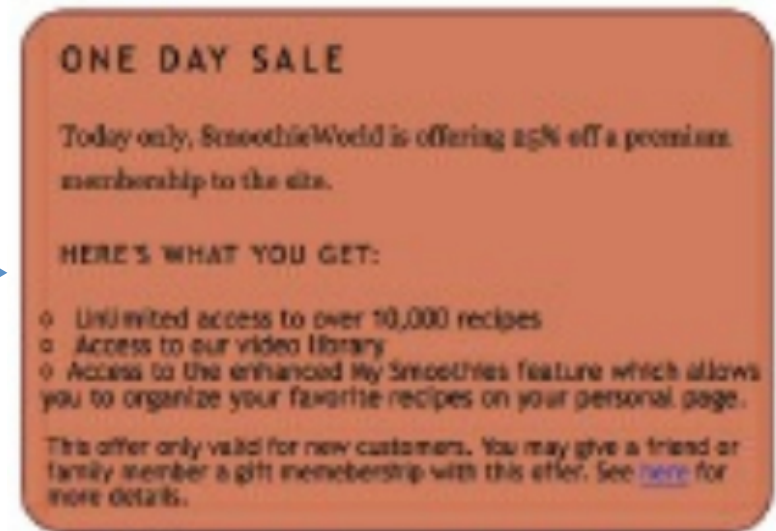 ONE DAY SALE
Today only, SmoothieWorld is offering 25% off a premium
membership to the site.
HERE'S WHAT YOU GET:
o Unlimited access to over 10,000 recipes
o Access to our video library
o Access to the enhanced My Smoothies feature which allows
you to organize your favorite recipes on your personal page.
This offer only valid for new customers. You may give a friend or
family member a gift memebership with this offer. See here for
more details.